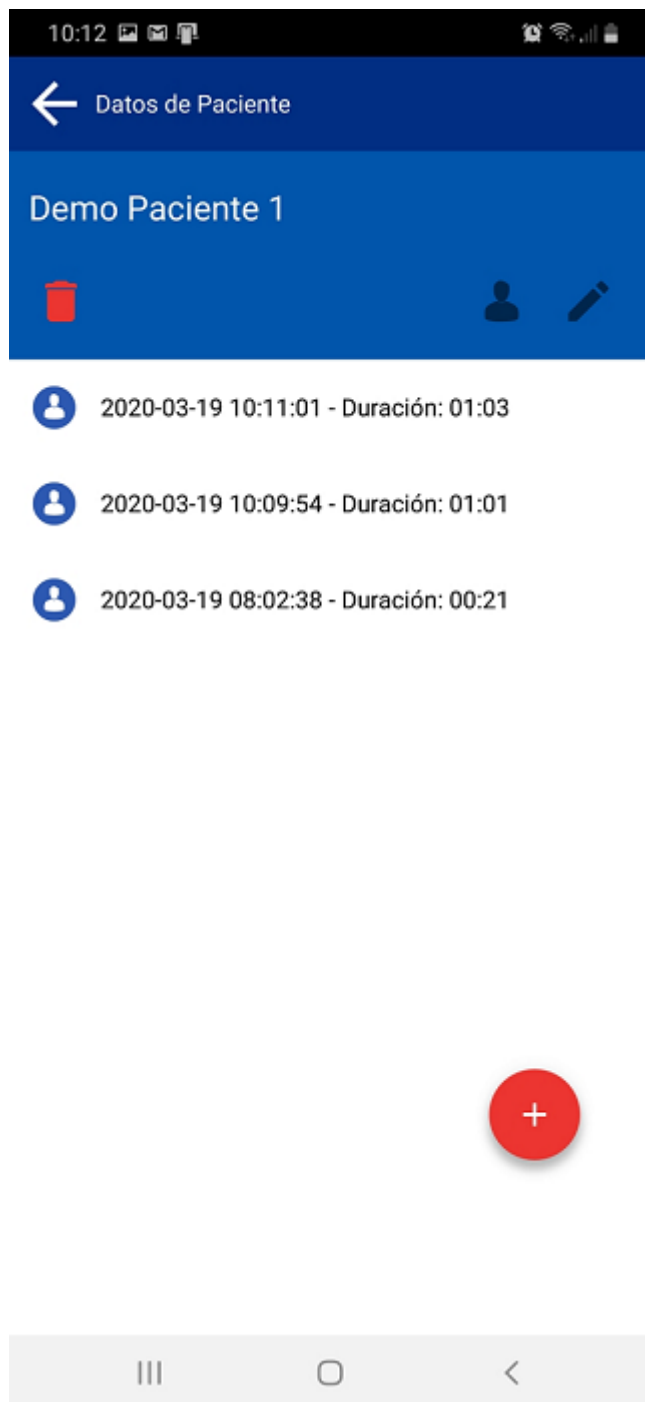 10:12
Datos de Paciente
Demo Paciente 1
2020-03-19 10:11:01 - Duración: 01:03
2020-03-19 10:09:54 - Duración: 01:01
2020-03-19 08:02:38 - Duración: 00:21
+